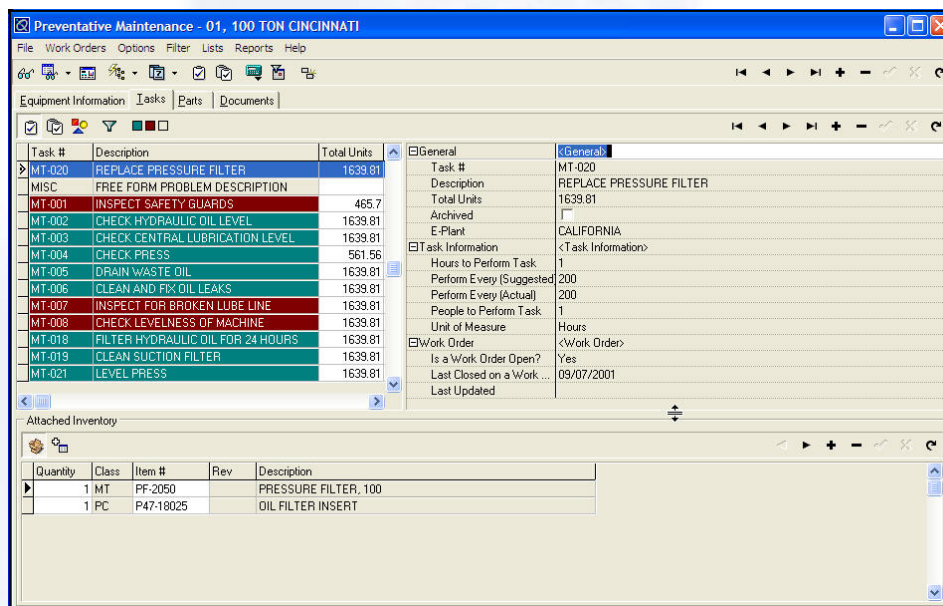 Preventative Maintenance - 01, 100 TON CINCINNATI
File Work Orders Options Filter Lists Reports Help
Equipment Information Tasks Parts Documents
Task # Description Total Units
MT-020 REPLACE PRESSURE FILTER 1639.81
MISC FREE FORM PROBLEM DESCRIPTION
MT-001 INSPECT SAFETY GUARDS 465.7
MT-002 CHECK HYDRAULIC OIL LEVEL 1639.81
MT-003 CHECK CENTRAL LUBRICATION LEVEL 1639.81
MT-004 CHECK PRESS 561.56
MT-005 DRAIN WASTE OIL 1639.81
MT-006 CLEAN AND FIX OIL LEAKS 1639.81
MT-007 INSPECT FOR BROKEN LUBE LINE 1639.81
MT-008 CHECK LEVELNESS OF MACHINE 1639.81
MT-018 FILTER HYDRAULIC OIL FOR 24 HOURS 1639.81
MT-019 CLEAN SUCTION FILTER 1639.81
MT-021 LEVEL PRESS 1639.81
General <General>
Task # MT-020
Description REPLACE PRESSURE FILTER
Total Units 1639.81
Archived
E-Plant CALIFORNIA
Task Information <Task Information>
Hours to Perform Task 1
Perform Every (Suggested) 200
Perform Every (Actual) 200
People to Perform Task 1
Unit of Measure Hours
Work Order <Work Order>
Is a Work Order Open? Yes
Last Closed on a Work ... 09/07/2001
Last Updated
Attached Inventory
Quantity Class Item # Rev Description
1 MT PF-2050 PRESSURE FILTER, 100
1 PC P47-18025 OIL FILTER INSERT